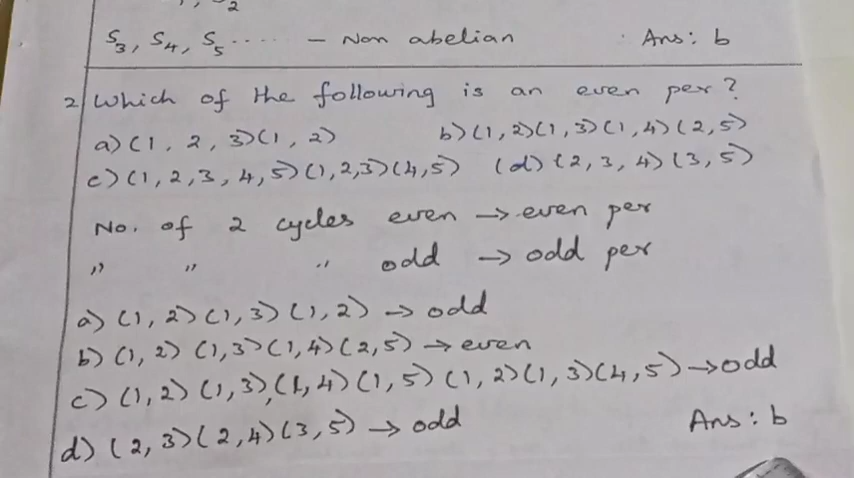 S3, S4, S5 ..... - Non abelian Ans: b
2 Which of the following is an even per?
a) (1, 2, 3) (1, 2) b) (1, 2) (1, 3) (1, 4) (2, 5)
c) (1, 2, 3, 4, 5) (1, 2, 3) (4, 5) (d) (2, 3, 4) (3, 5)
No. of 2 cycles even → even per
" " " odd → odd per
a) (1, 2) (1, 3) (1, 2) → odd
b) (1, 2) (1, 3) (1, 4) (2, 5) → even
c) (1, 2) (1, 3), (1, 4) (1, 5) (1, 2) (1, 3) (4, 5) → odd
d) (2, 3) (2, 4) (3, 5) → odd Ans: b